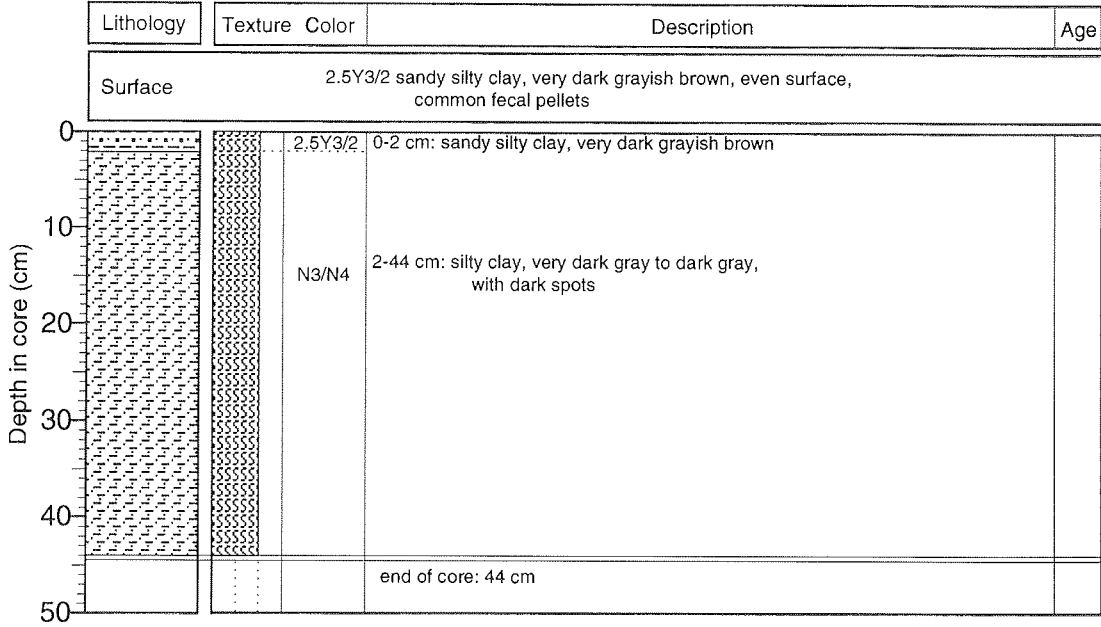 Lithology Texture Color Description Age
Surface 2.5Y3/2 sandy silty clay, very dark grayish brown, even surface,
common fecal pellets
Depth in core (cm)
0
10
20
30
40
50
2.5Y3/2 0-2 cm: sandy silty clay, very dark grayish brown
N3/N4 2-44 cm: silty clay, very dark gray to dark gray,
with dark spots
end of core: 44 cm